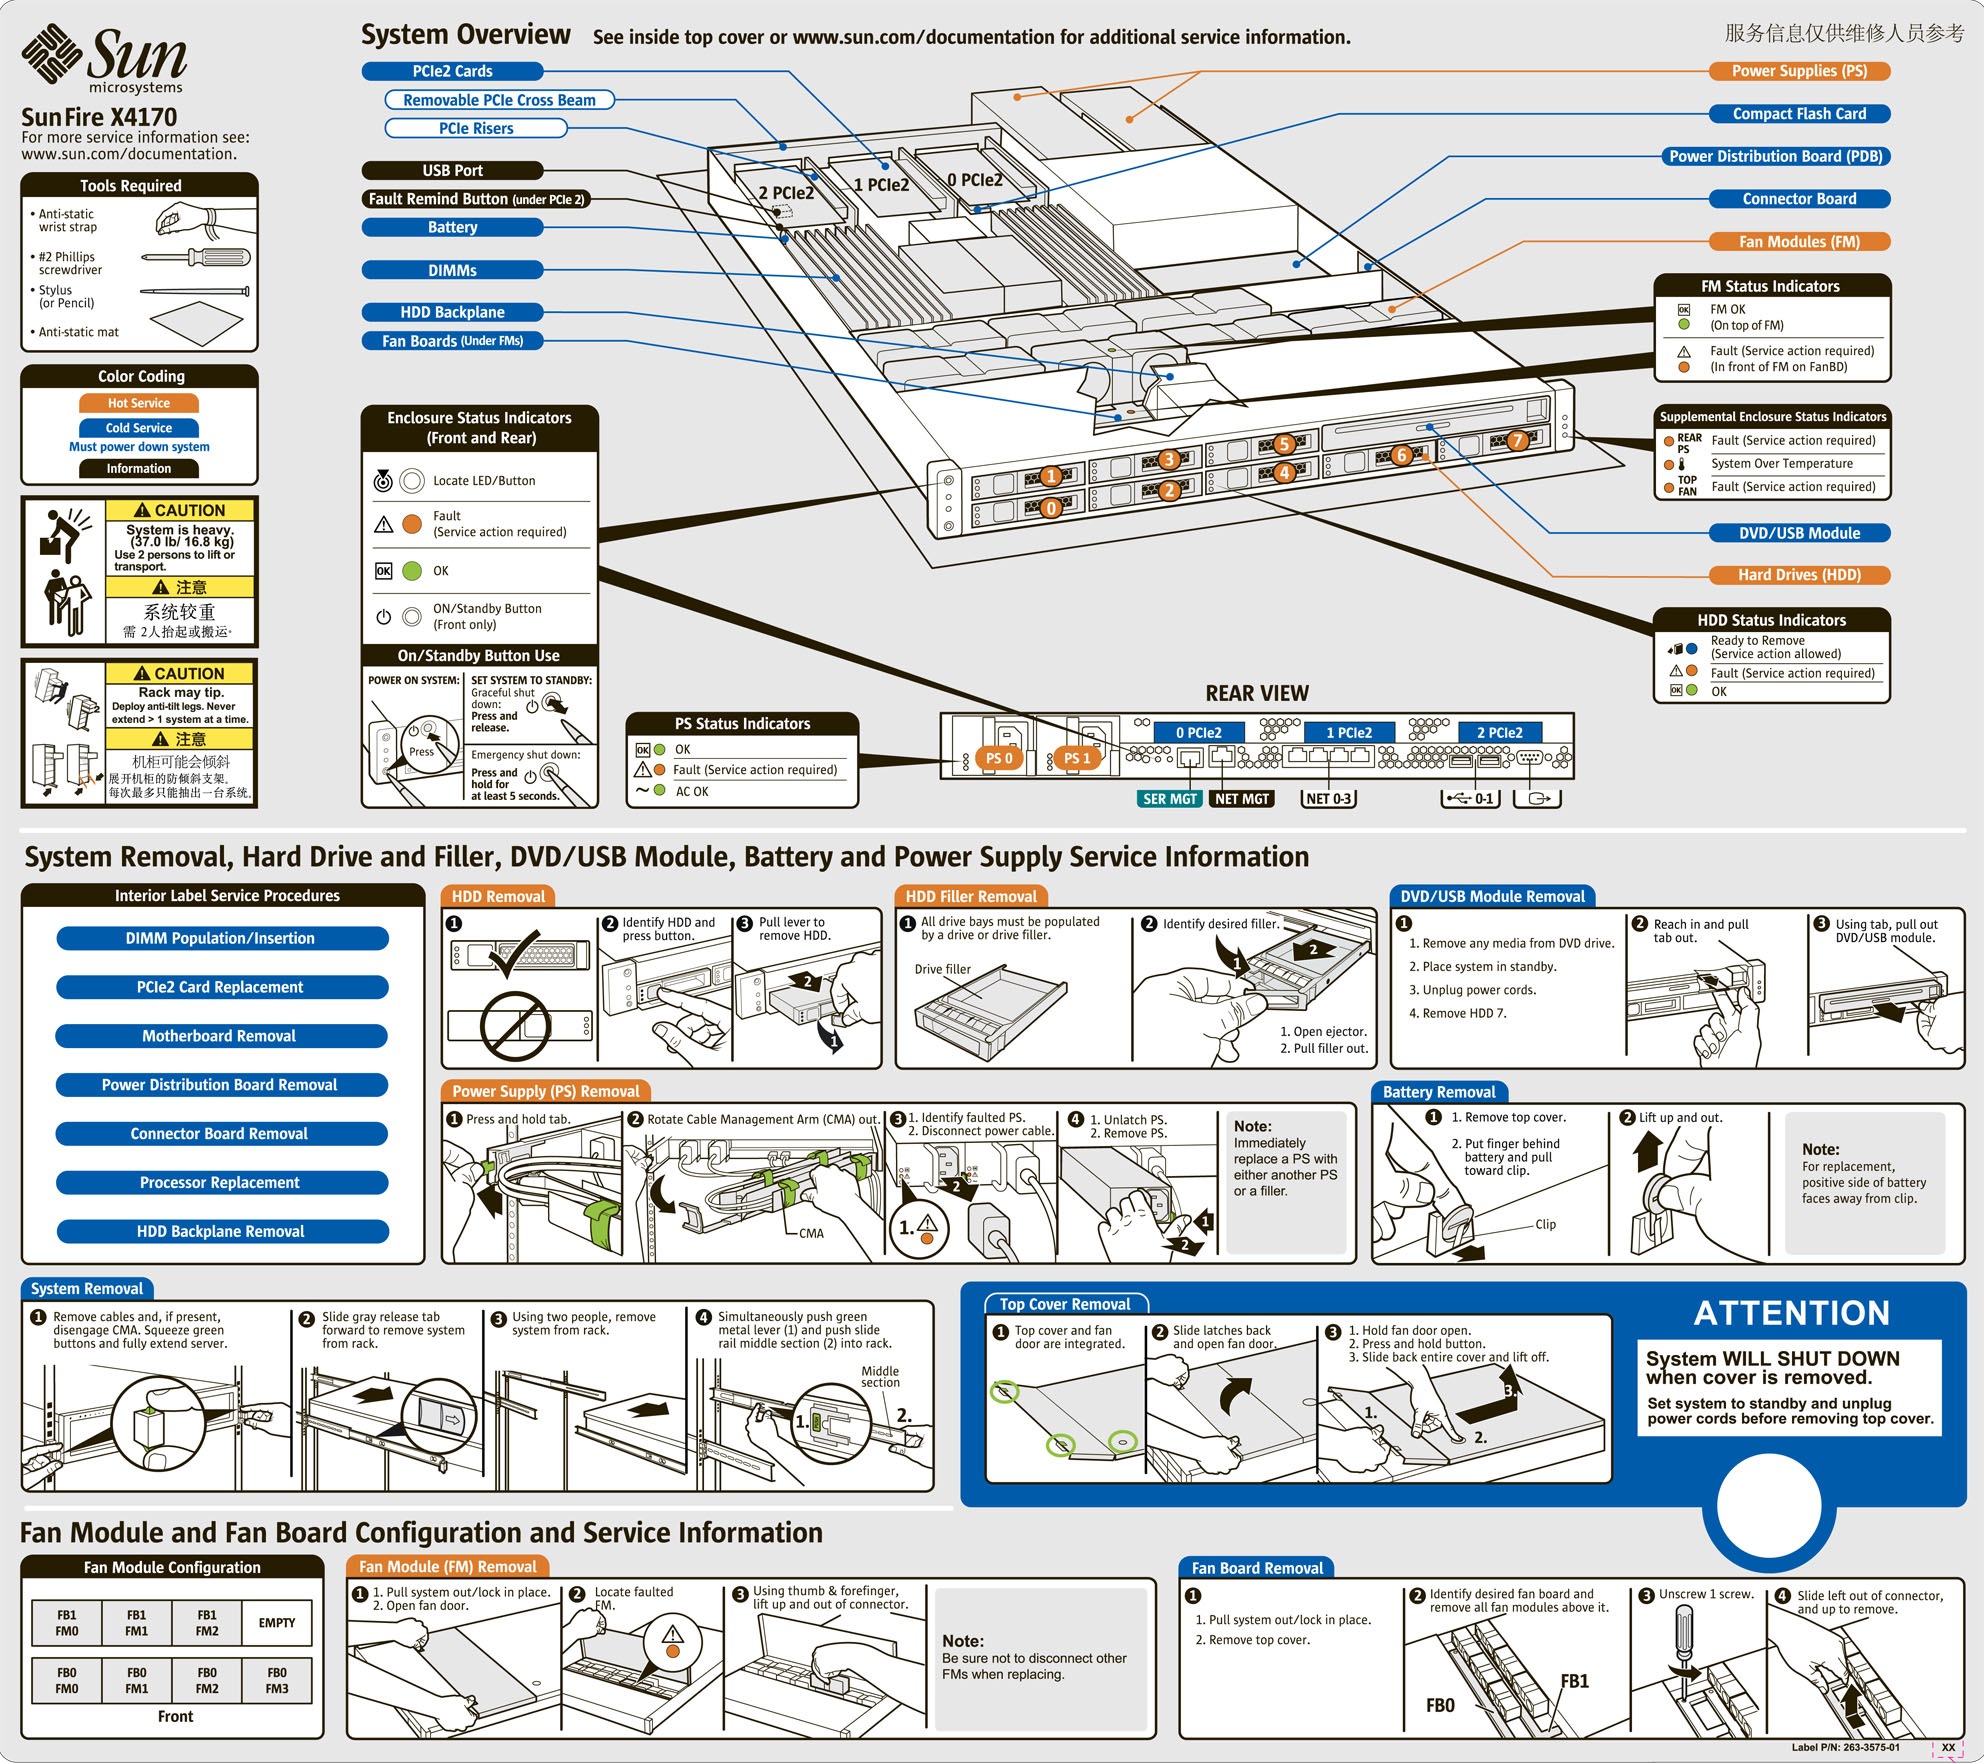 Sun
microsystems
Sun Fire X4170
For more service information see:
www.sun.com/documentation.
Tools Required
• Anti-static
wrist strap
• #2 Phillips
screwdriver
• Stylus
(or Pencil)
• Anti-static mat
Color Coding
Hot Service
Cold Service
Must power down system
Information
CAUTION
System is heavy.
(37.0 lb/ 16.8 kg)
Use 2 persons to lift or
transport.
注意
系统较重
需 2人抬起或搬运。
CAUTION
Rack may tip.
Deploy anti-tilt legs. Never
extend > 1 system at a time.
注意
机柜可能会倾斜
展开机柜的防倾斜支架。
每次最多只能抽出一台系统。
System Overview See inside top cover or www.sun.com/documentation for additional service information.
服务信息仅供维修人员参考
PCIe2 Cards
Removable PCIe Cross Beam
PCIe Risers
USB Port
Fault Remind Button (under PCIe 2)
Battery
DIMMs
HDD Backplane
Fan Boards (Under FMs)
2 PCIe2
1 PCIe2
0 PCIe2
1
3
5
7
0
2
4
6
Power Supplies (PS)
Compact Flash Card
Power Distribution Board (PDB)
Connector Board
Fan Modules (FM)
FM Status Indicators
OK
FM OK
(On top of FM)
Fault (Service action required)
(In front of FM on FanBD)
Supplemental Enclosure Status Indicators
REAR
PS
Fault (Service action required)
System Over Temperature
TOP
FAN
Fault (Service action required)
DVD/USB Module
Hard Drives (HDD)
HDD Status Indicators
Ready to Remove
(Service action allowed)
Fault (Service action required)
OK OK
Enclosure Status Indicators
(Front and Rear)
Locate LED/Button
Fault
(Service action required)
OK OK
ON/Standby Button
(Front only)
On/Standby Button Use
POWER ON SYSTEM:
Press
SET SYSTEM TO STANDBY:
Graceful shut
down:
Press and
release.
Emergency shut down:
Press and
hold for
at least 5 seconds.
PS Status Indicators
OK OK
Fault (Service action required)
AC OK
REAR VIEW
0 PCIe2
1 PCIe2
2 PCIe2
PS 0
PS 1
SER MGT
NET MGT
NET 0-3
0-1
System Removal, Hard Drive and Filler, DVD/USB Module, Battery and Power Supply Service Information
Interior Label Service Procedures
DIMM Population/Insertion
PCIe2 Card Replacement
Motherboard Removal
Power Distribution Board Removal
Connector Board Removal
Processor Replacement
HDD Backplane Removal
HDD Removal
1
2 Identify HDD and
press button.
3 Pull lever to
remove HDD.
2
1
HDD Filler Removal
1 All drive bays must be populated
by a drive or drive filler.
Drive filler
2 Identify desired filler.
1
2
1. Open ejector.
2. Pull filler out.
DVD/USB Module Removal
1
1. Remove any media from DVD drive.
2. Place system in standby.
3. Unplug power cords.
4. Remove HDD 7.
2 Reach in and pull
tab out.
3 Using tab, pull out
DVD/USB module.
Power Supply (PS) Removal
1 Press and hold tab.
2 Rotate Cable Management Arm (CMA) out.
CMA
3 1. Identify faulted PS.
2. Disconnect power cable.
2
1.
4 1. Unlatch PS.
2. Remove PS.
1
2
Note:
Immediately
replace a PS with
either another PS
or a filler.
Battery Removal
1 1. Remove top cover.
2. Put finger behind
battery and pull
toward clip.
Clip
2 Lift up and out.
Note:
For replacement,
positive side of battery
faces away from clip.
System Removal
1 Remove cables and, if present,
disengage CMA. Squeeze green
buttons and fully extend server.
2 Slide gray release tab
forward to remove system
from rack.
3 Using two people, remove
system from rack.
4 Simultaneously push green
metal lever (1) and push slide
rail middle section (2) into rack.
Middle
section
1.
2.
Top Cover Removal
1 Top cover and fan
door are integrated.
2 Slide latches back
and open fan door.
3 1. Hold fan door open.
2. Press and hold button.
3. Slide back entire cover and lift off.
1.
2.
3.
ATTENTION
System WILL SHUT DOWN
when cover is removed.
Set system to standby and unplug
power cords before removing top cover.
Fan Module and Fan Board Configuration and Service Information
Fan Module Configuration
FB1 FB1 FB1 EMPTY
FM0 FM1 FM2
FB0 FB0 FB0 FB0
FM0 FM1 FM2 FM3
Front
Fan Module (FM) Removal
1 1. Pull system out/lock in place.
2. Open fan door.
2 Locate faulted
FM.
3 Using thumb & forefinger,
lift up and out of connector.
Note:
Be sure not to disconnect other
FMs when replacing.
Fan Board Removal
1
1. Pull system out/lock in place.
2. Remove top cover.
2 Identify desired fan board and
remove all fan modules above it.
FB0
FB1
3 Unscrew 1 screw.
4 Slide left out of connector,
and up to remove.
Label P/N: 263-3575-01
XX